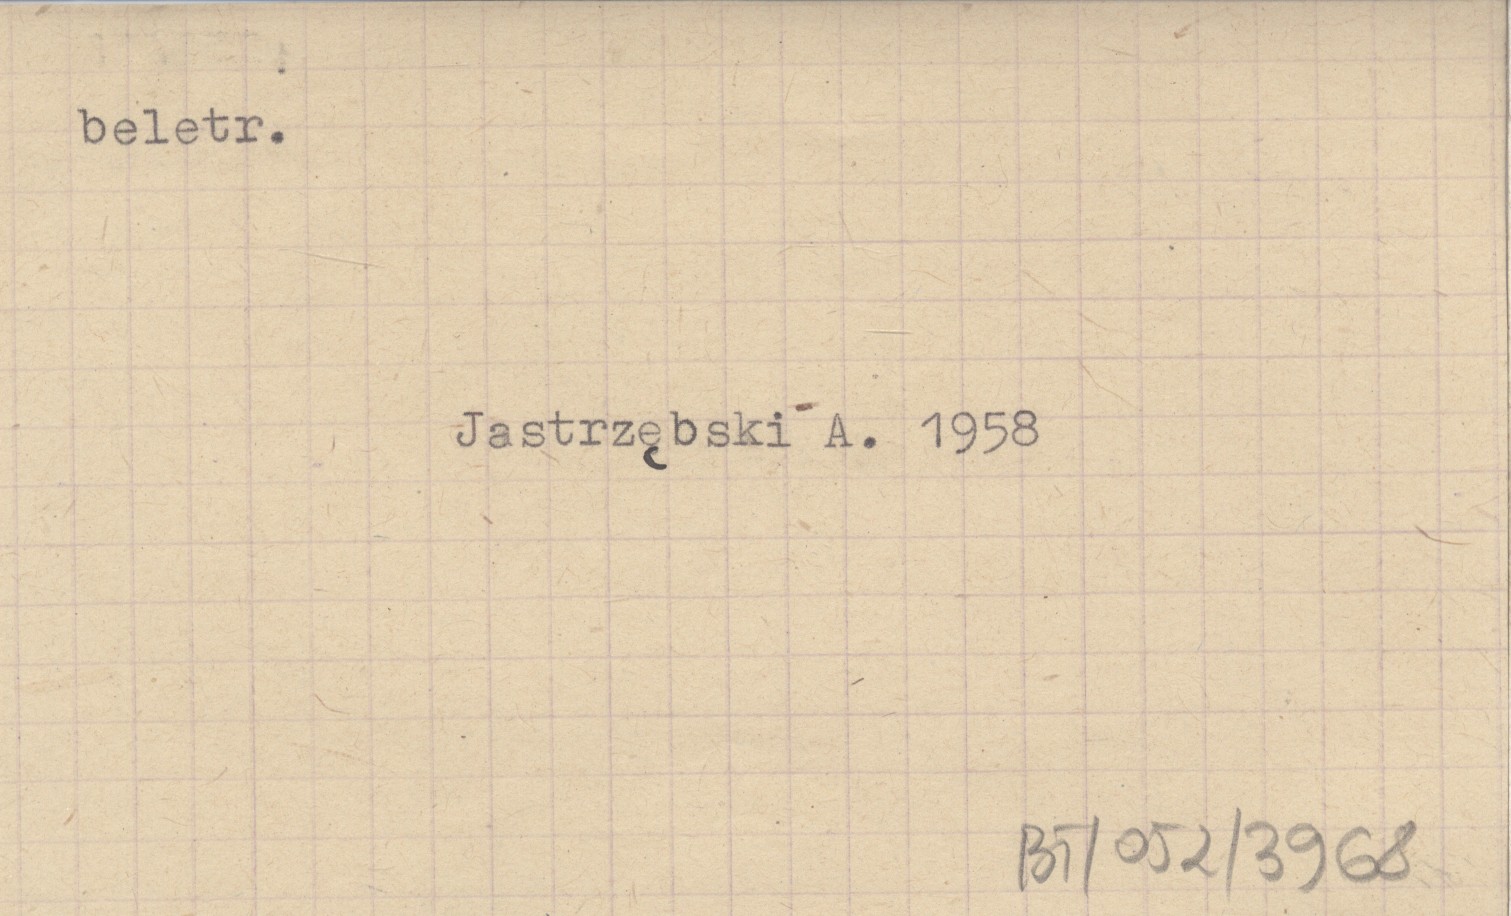 beletr.
Jastrzębski A. 1958
BT/052/3968